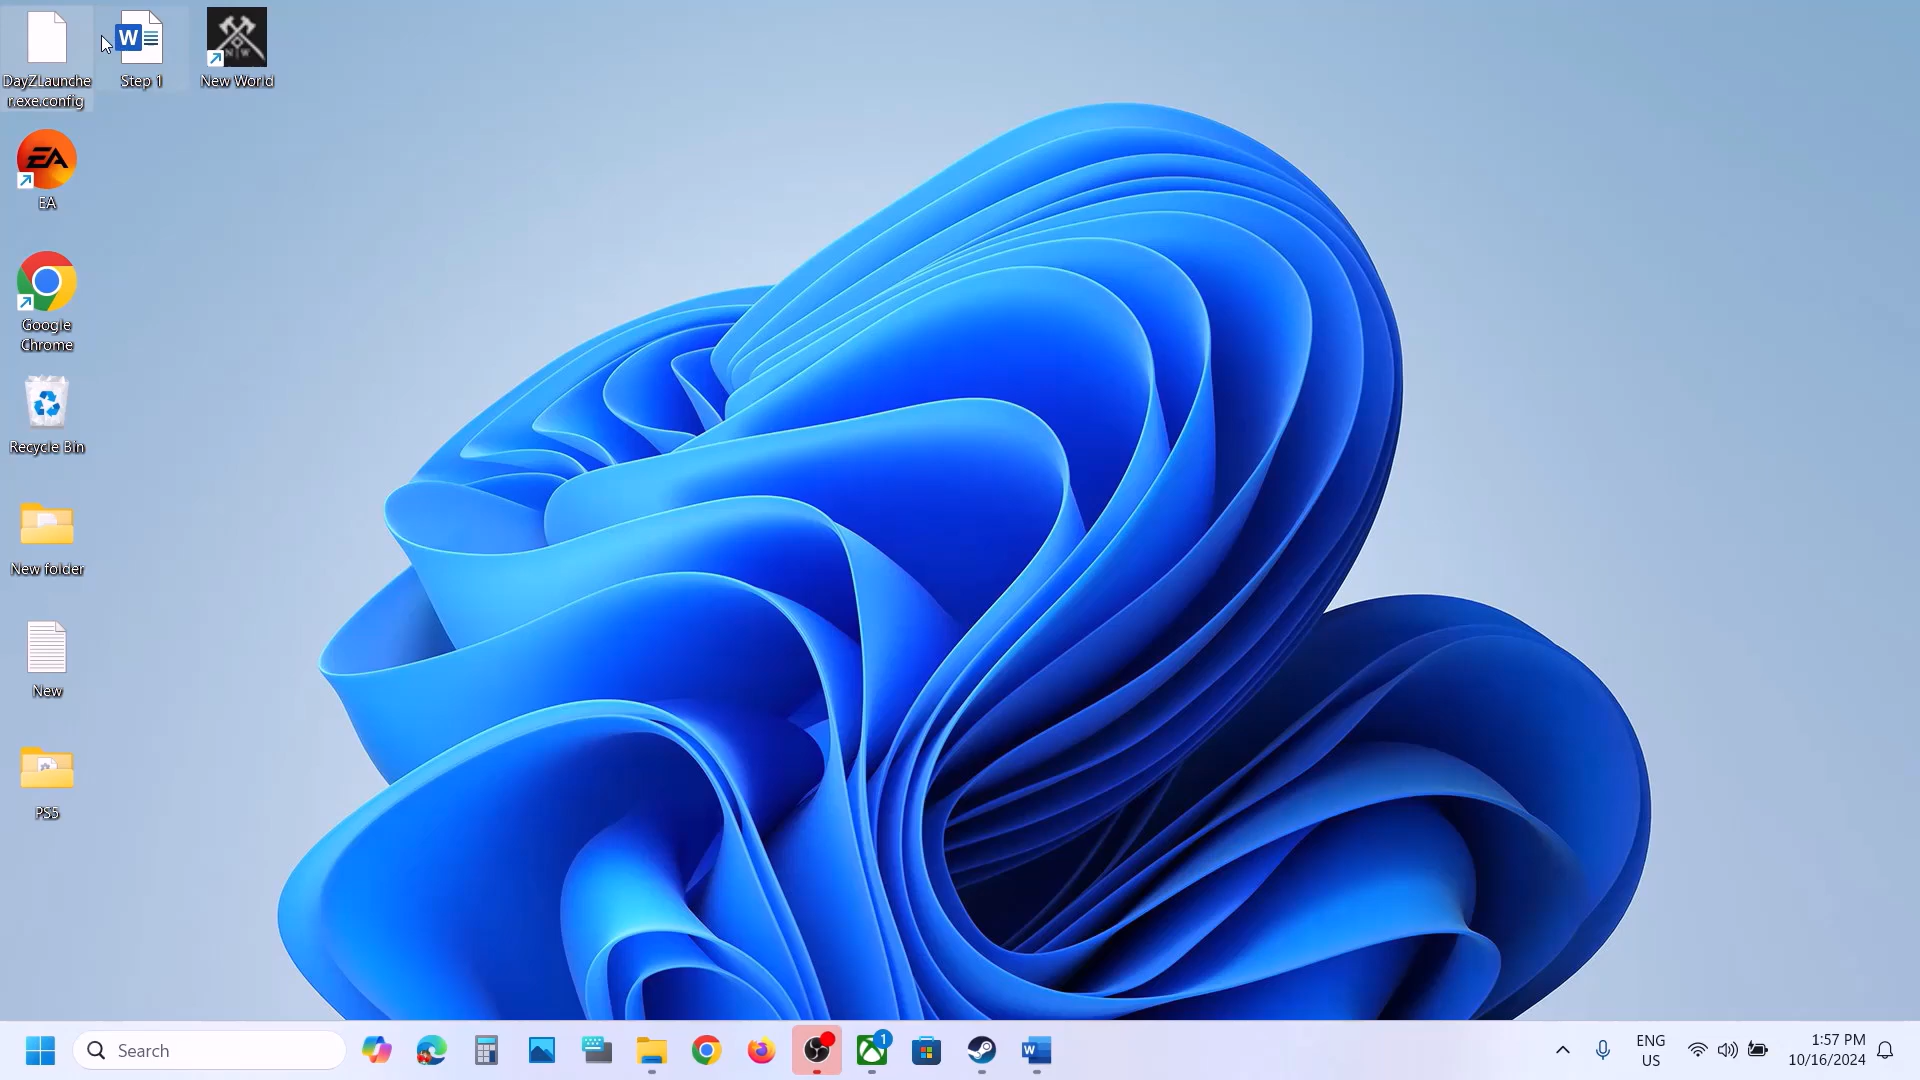 DayZLaunche
r.exe.config
Step 1
New World
EA
Google
Chrome
Recycle Bin
New folder
New
PS5
Search
1
ENG
US
1:57 PM
10/16/2024